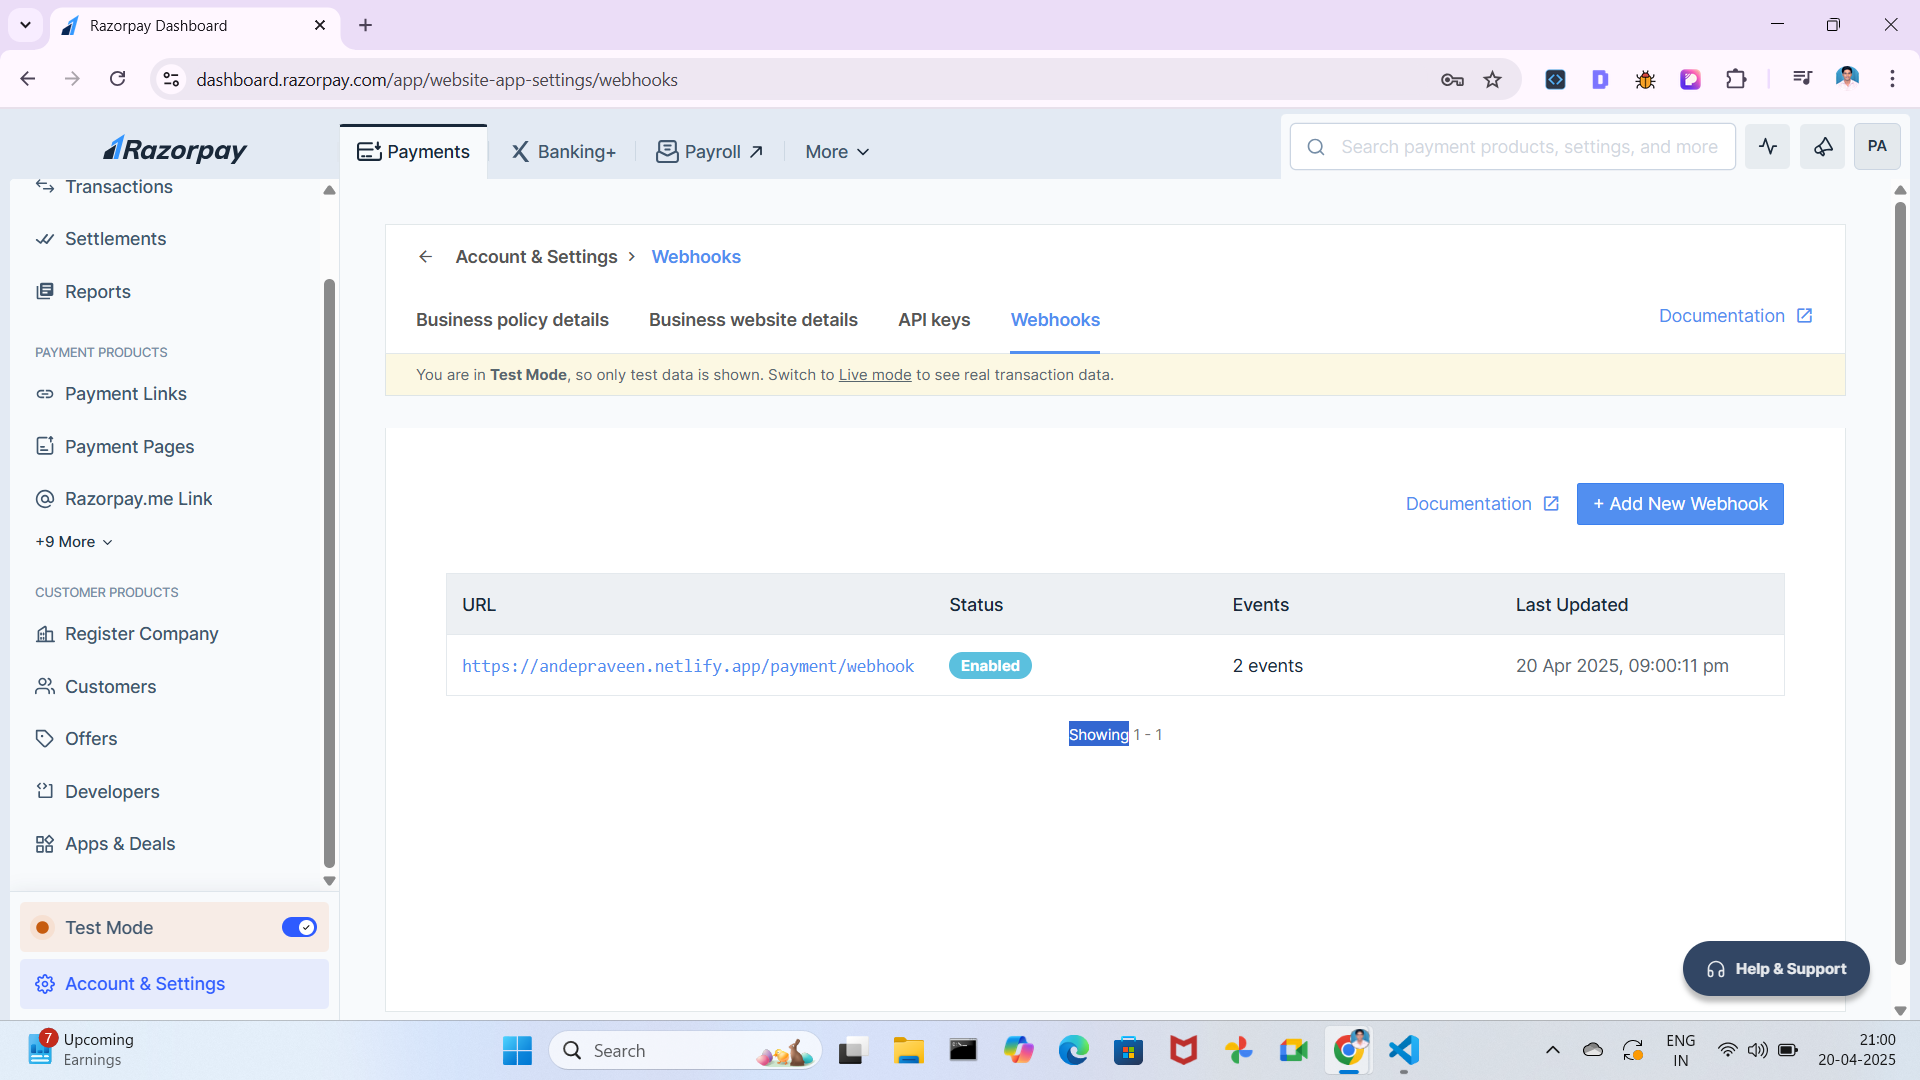 Razorpay Dashboard
dashboard.razorpay.com/app/website-app-settings/webhooks
Razorpay
Payments
Banking+
Payroll
More
Search payment products, settings, and more
PA
Transactions
Settlements
Reports
PAYMENT PRODUCTS
Payment Links
Payment Pages
Razorpay.me Link
+9 More
CUSTOMER PRODUCTS
Register Company
Customers
Offers
Developers
Apps & Deals
Test Mode
Account & Settings
Account & Settings > Webhooks
Business policy details
Business website details
API keys
Webhooks
Documentation
You are in Test Mode, so only test data is shown. Switch to Live mode to see real transaction data.
Documentation
+ Add New Webhook
URL Status Events Last Updated
https://andepraveen.netlify.app/payment/webhook Enabled 2 events 20 Apr 2025, 09:00:11 pm
Showing 1 - 1
Help & Support
7
Upcoming
Earnings
Search
ENG
IN
21:00
20-04-2025